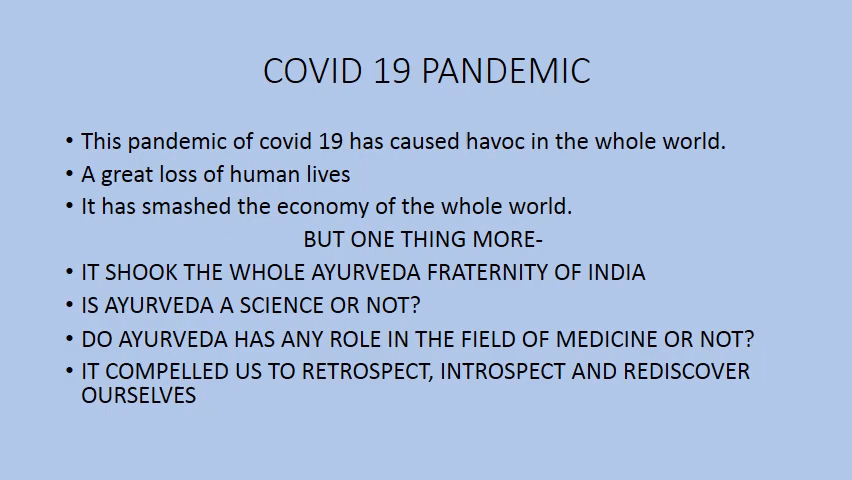 COVID 19 PANDEMIC
• This pandemic of covid 19 has caused havoc in the whole world.
• A great loss of human lives
• It has smashed the economy of the whole world.
BUT ONE THING MORE-
• IT SHOOK THE WHOLE AYURVEDA FRATERNITY OF INDIA
• IS AYURVEDA A SCIENCE OR NOT?
• DO AYURVEDA HAS ANY ROLE IN THE FIELD OF MEDICINE OR NOT?
• IT COMPELLED US TO RETROSPECT, INTROSPECT AND REDISCOVER
OURSELVES